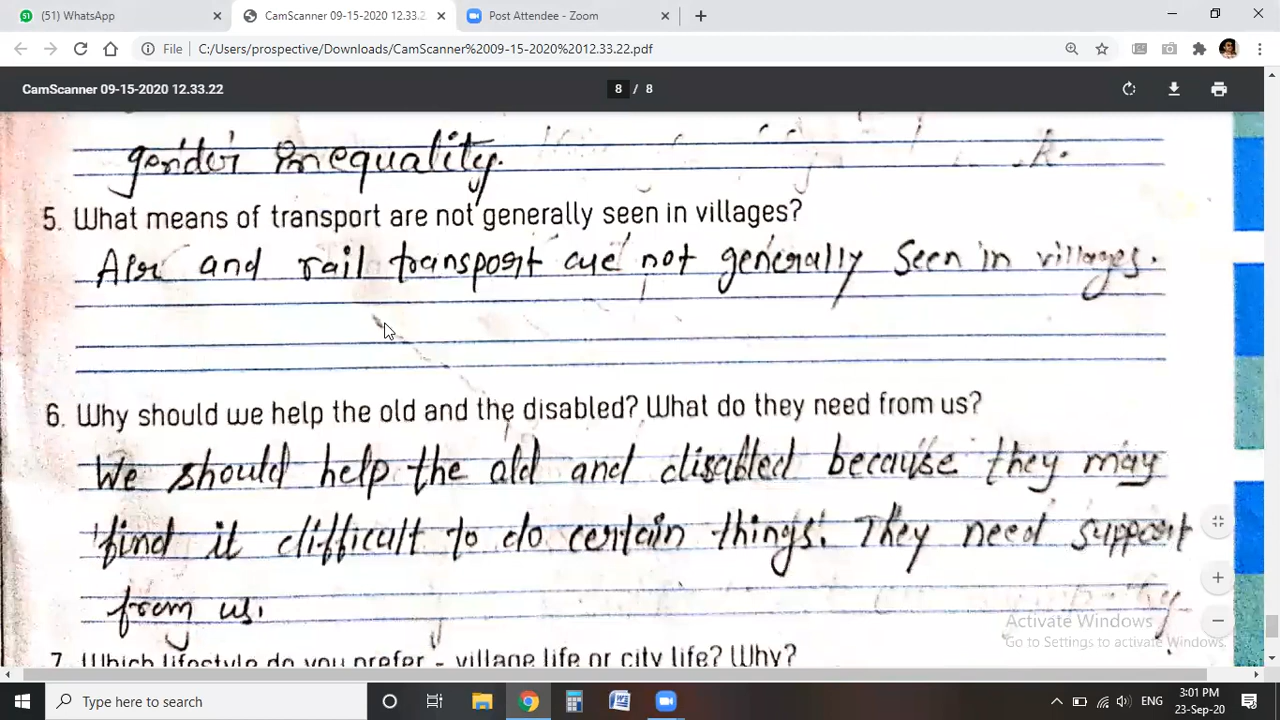 (51) WhatsApp
CamScanner 09-15-2020 12.33.2
Post Attendee - Zoom
File C:/Users/prospective/Downloads/CamScanner%2009-15-2020%2012.33.22.pdf
CamScanner 09-15-2020 12.33.22
8 / 8
gender inequality.
5. What means of transport are not generally seen in villages?
Air and rail transport are not generally seen in villages.
6. Why should we help the old and the disabled? What do they need from us?
We should help the old and disabled because they may
find it difficult to do certain things. They need support
from us.
7. Which lifestyle do you prefer - village life or city life? Why?
Activate Windows
Go to Settings to activate Windows.
Type here to search
ENG
3:01 PM
23-Sep-20